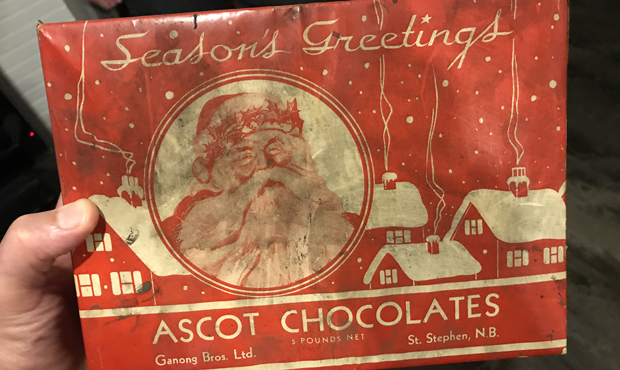 Season's Greetings
ASCOT CHOCOLATES
5 POUNDS NET
Ganong Bros. Ltd.
St. Stephen, N.B.